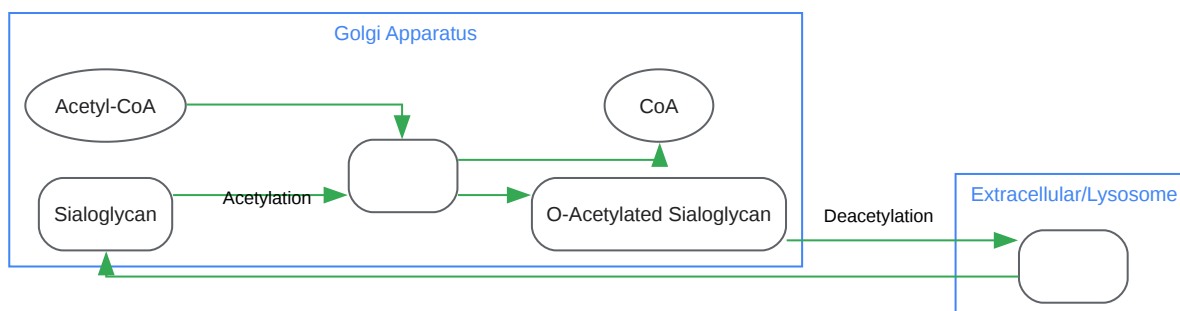 Golgi Apparatus
Acetyl-CoA
CoA
Sialoglycan
Acetylation
O-Acetylated Sialoglycan
Deacetylation
Extracellular/Lysosome